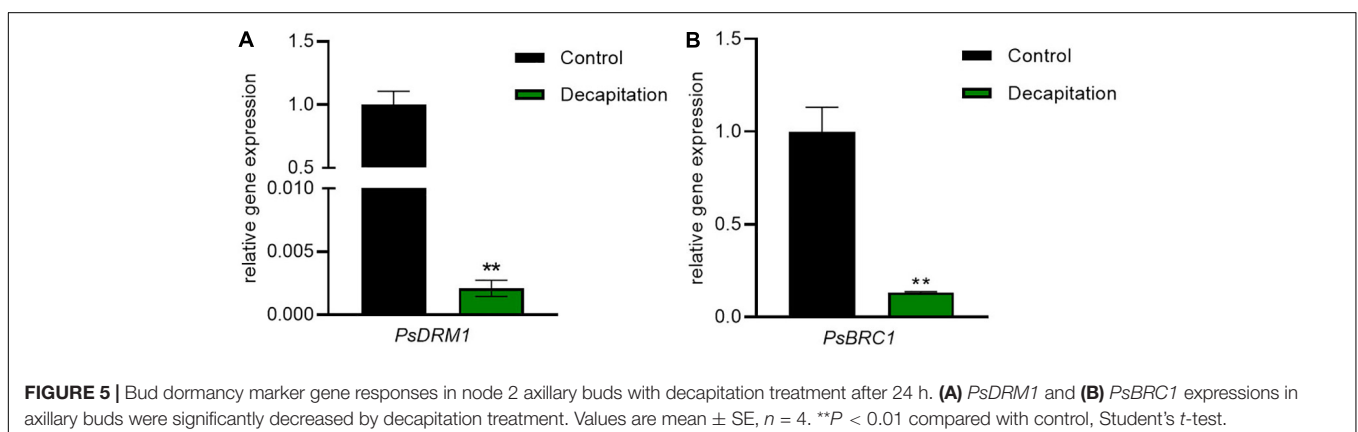 A
1.5
1.0
0.5
0.010
0.005
0.000
relative gene expression
Control
Decapitation
**
PsDRM1
B
1.5
1.0
0.5
0.0
relative gene expression
Control
Decapitation
**
PsBRC1
FIGURE 5 | Bud dormancy marker gene responses in node 2 axillary buds with decapitation treatment after 24 h. (A) PsDRM1 and (B) PsBRC1 expressions in
axillary buds were significantly decreased by decapitation treatment. Values are mean ± SE, n = 4. **P < 0.01 compared with control, Student's t-test.